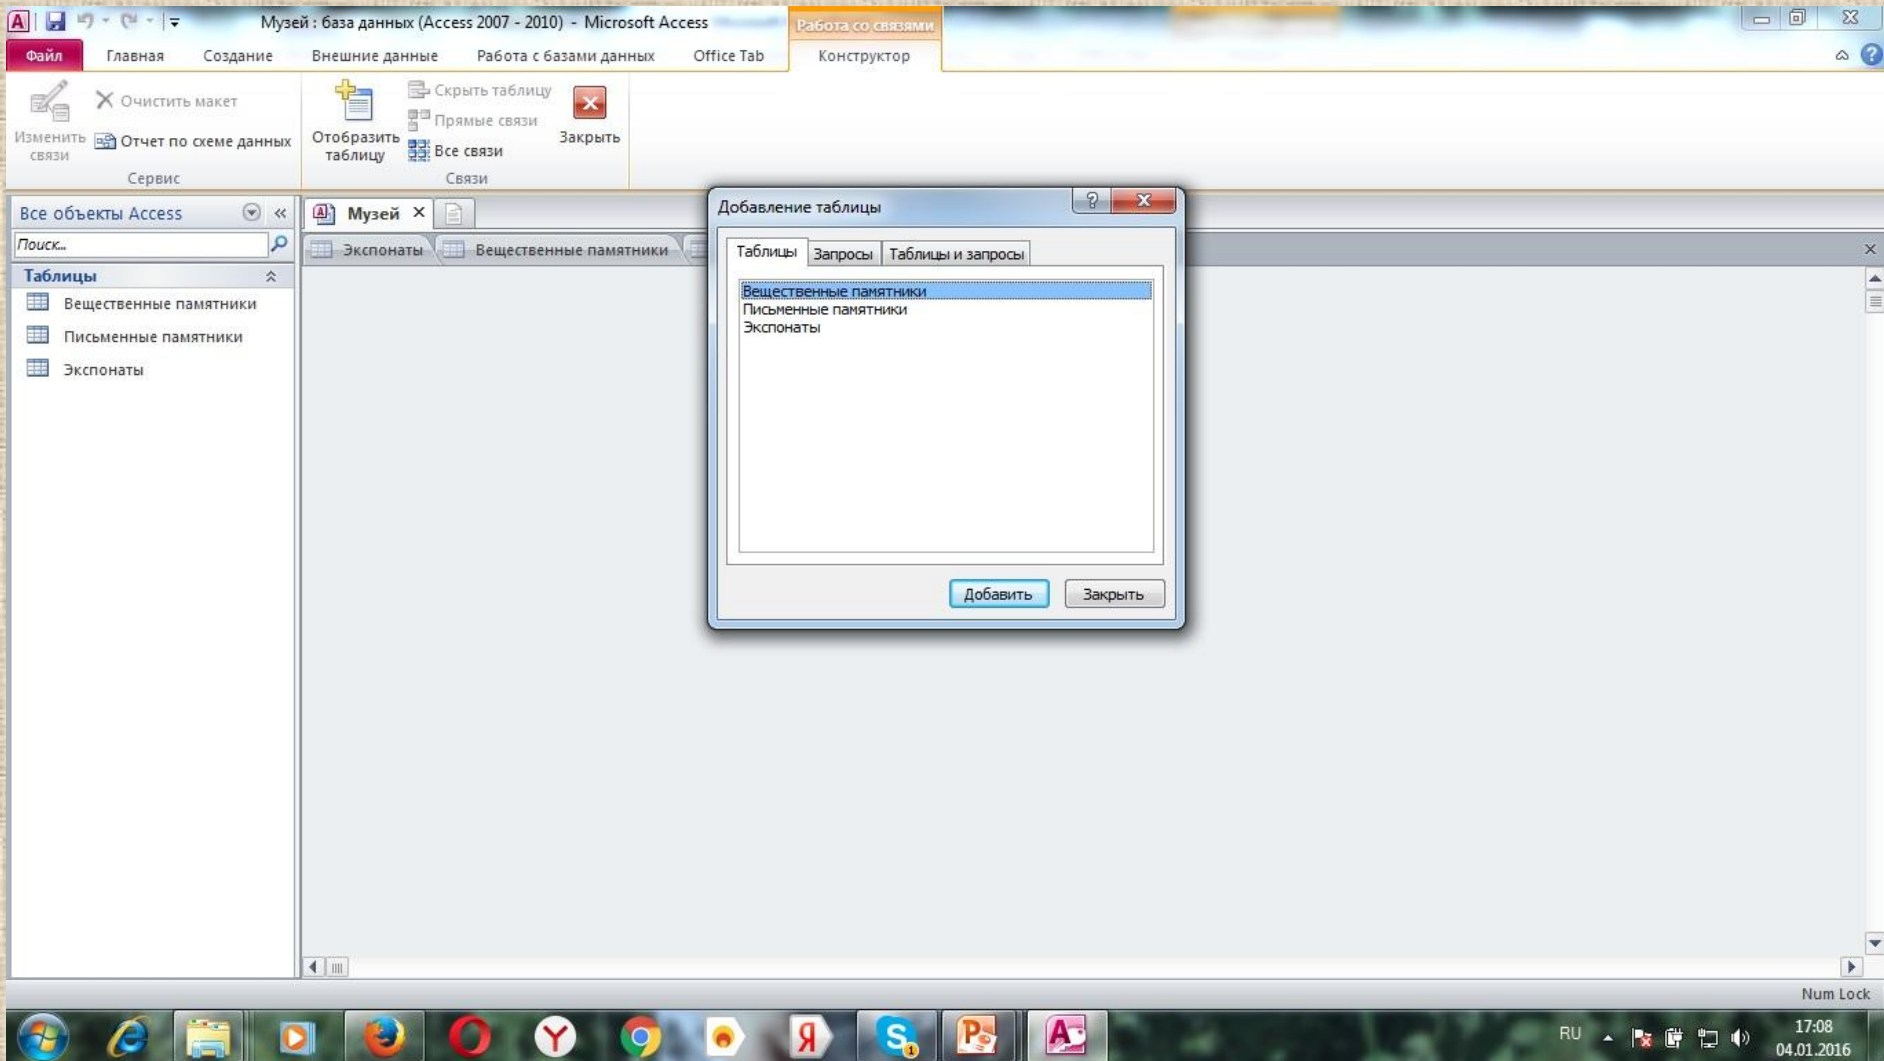 Музей : база данных (Access 2007 - 2010) - Microsoft Access
Работа со связями
Файл Главная Создание Внешние данные Работа с базами данных Office Tab Конструктор
Изменить связи
Очистить макет
Отчет по схеме данных
Сервис
Отобразить таблицу
Скрыть таблицу
Прямые связи
Все связи
Закрыть
Связи
Все объекты Access
Поиск...
Таблицы
Вещественные памятники
Письменные памятники
Экспонаты
Музей
Экспонаты Вещественные памятники
Добавление таблицы
Таблицы Запросы Таблицы и запросы
Вещественные памятники
Письменные памятники
Экспонаты
Добавить Закрыть
Num Lock
RU
17:08
04.01.2016